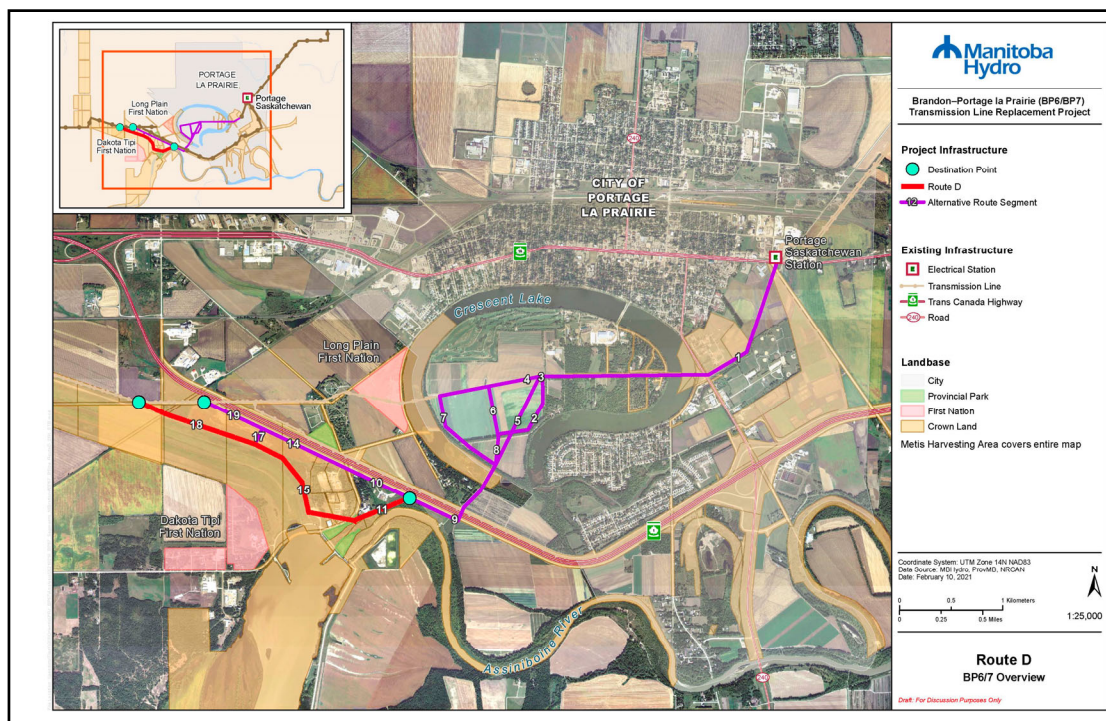 PORTAGE
LA PRAIRIE
Portage
Saskatchewan
Long Plain
First Nation
Dakota Tipi
First Nation
240
CITY OF
PORTAGE
LA PRAIRIE
Portage
Saskatchewan
Station
Crescent Lake
Long Plain
First Nation
1
3
4
7
6
5
2
8
19
18
17
14
10
15
11
9
Dakota Tipi
First Nation
Assiniboine River
240
Manitoba
Hydro
Brandon–Portage la Prairie (BP6/BP7)
Transmission Line Replacement Project
Project Infrastructure
Destination Point
Route D
12 Alternative Route Segment
Existing Infrastructure
Electrical Station
Transmission Line
Trans Canada Highway
240 Road
Landbase
City
Provincial Park
First Nation
Crown Land
Metis Harvesting Area covers entire map
Coordinate System: UTM Zone 14N NAD83
Data Source: MBHydro, ProvMB, NRCAN
Date: February 10, 2021
N
0 0.5 1 Kilometers
0 0.25 0.5 Miles
1:25,000
Route D
BP6/7 Overview
Draft: For Discussion Purposes Only